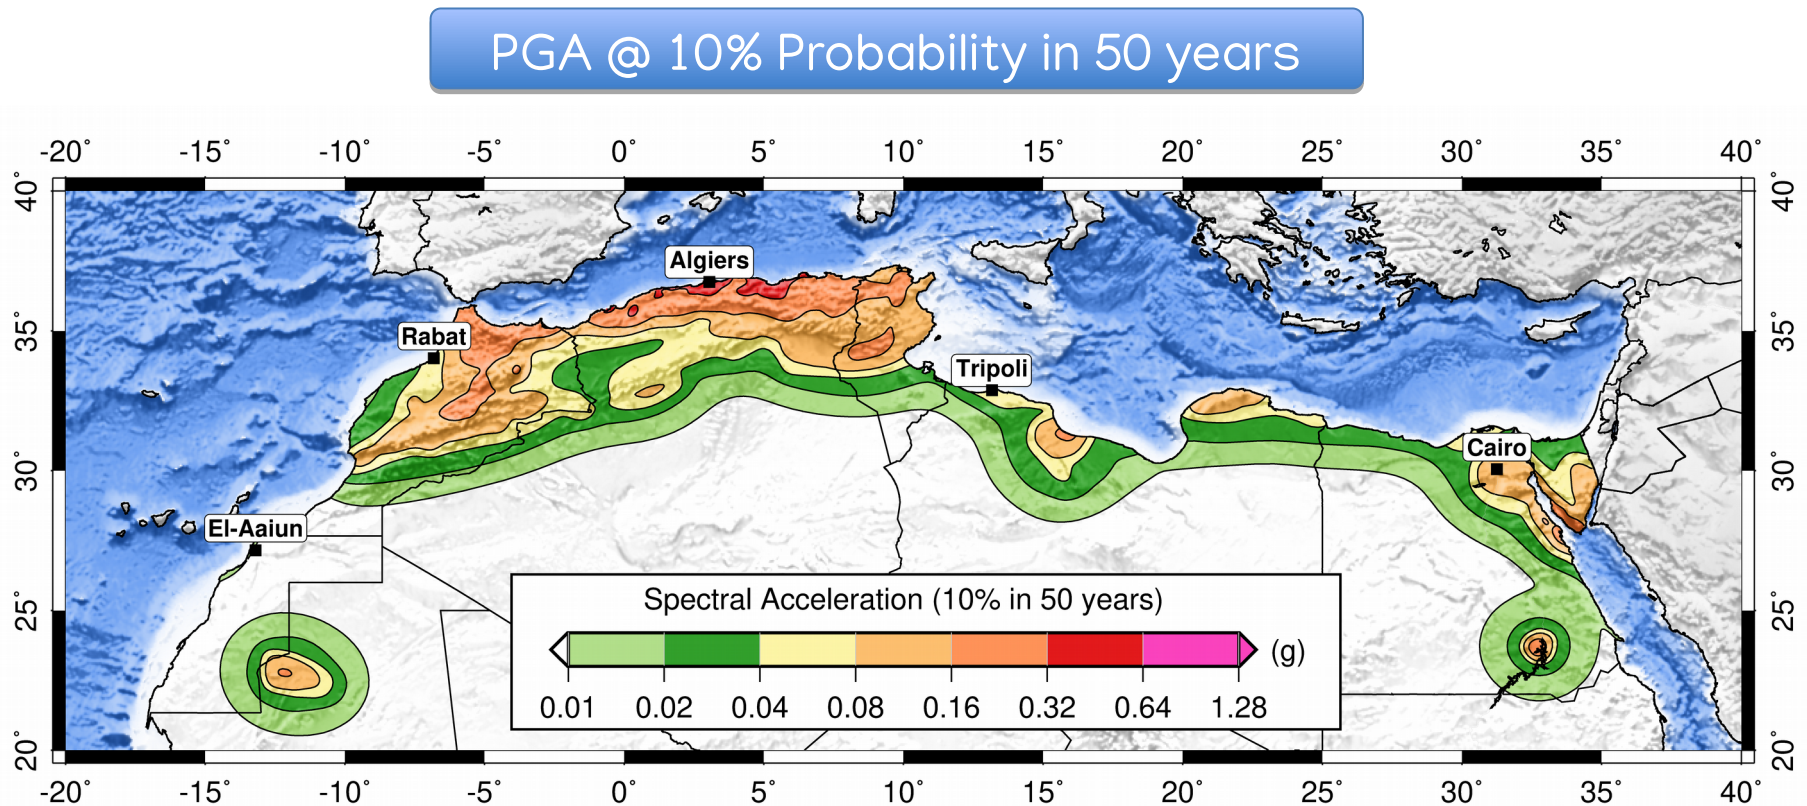 PGA @ 10% Probability in 50 years
-20° -15° -10° -5° 0° 5° 10° 15° 20° 25° 30° 35° 40°
40° 40°
Algiers
35° Rabat 35°
Tripoli
30° Cairo 30°
El-Aaiun
25° 25°
Spectral Acceleration (10% in 50 years)
(g)
0.01 0.02 0.04 0.08 0.16 0.32 0.64 1.28
20° 20°
-20° -15° -10° -5° 0° 5° 10° 15° 20° 25° 30° 35° 40°